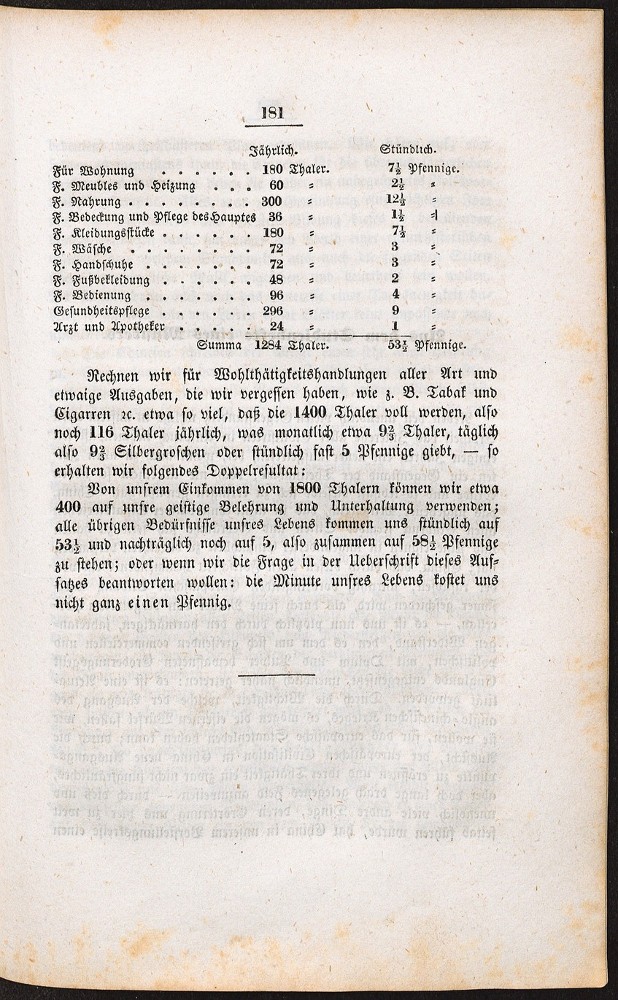 181
Jährlich. Stündlich.
Für Wohnung . . . . . . 180 Thaler. 7½ Pfennige.
F. Meubles und Heizung . . . 60 „ 2½ „
F. Nahrung . . . . . . . . 300 „ 12½ „
F. Bedeckung und Pflege des Hauptes 36 „ 1½ „
F. Kleidungsstücke . . . . . . 180 „ 7½ „
F. Wäsche . . . . . . . . 72 „ 3 „
F. Handschuhe . . . . . . . 72 „ 3 „
F. Fußbekleidung . . . . . . 48 „ 2 „
F. Bedienung . . . . . . . 96 „ 4 „
Gesundheitspflege . . . . . . 296 „ 9 „
Arzt und Apotheker . . . . . 24 „ 1 „
Summa 1284 Thaler. 53½ Pfennige.
Rechnen wir für Wohlthätigkeitshandlungen aller Art und
etwaige Ausgaben, die wir vergessen haben, wie z. B. Tabak und
Cigarren ꝛc. etwa so viel, daß die 1400 Thaler voll werden, also
noch 116 Thaler jährlich, was monatlich etwa 9⅔ Thaler, täglich
also 9⅔ Silbergroschen oder stündlich fast 5 Pfennige giebt, — so
erhalten wir folgendes Doppelresultat:
Von unsrem Einkommen von 1800 Thalern können wir etwa
400 auf unsre geistige Belehrung und Unterhaltung verwenden;
alle übrigen Bedürfnisse unsres Lebens kommen uns stündlich auf
53½ und nachträglich noch auf 5, also zusammen auf 58½ Pfennige
zu stehen; oder wenn wir die Frage in der Ueberschrift dieses Auf-
satzes beantworten wollen: die Minute unsres Lebens kostet uns
nicht ganz einen Pfennig.